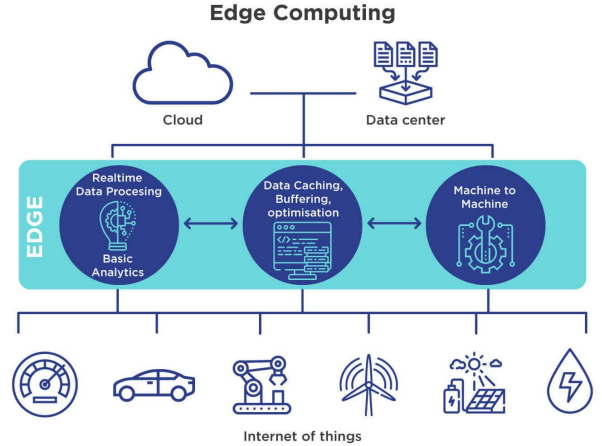 Edge Computing
Cloud
Data center
EDGE
Realtime
Data Procesing
Basic
Analytics
Data Caching,
Buffering,
optimisation
</>
Machine to
Machine
Internet of things